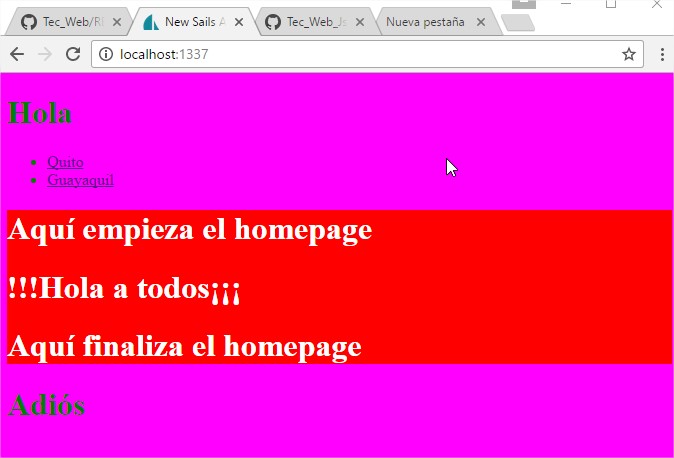 Tec_Web/R
New Sails A
Tec_Web_Js
Nueva pestaña
localhost:1337
Hola
Quito
Guayaquil
Aquí empieza el homepage
!!!Hola a todos¡¡¡
Aquí finaliza el homepage
Adiós